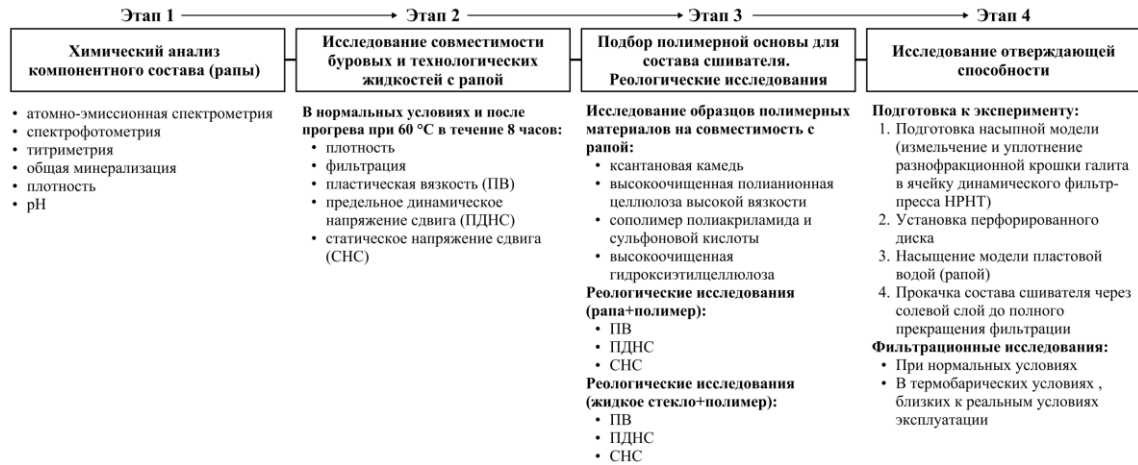 Этап 1
Этап 2
Этап 3
Этап 4
Химический анализ
компонентного состава (рапы)
Исследование совместимости
буровых и технологических
жидкостей с рапой
Подбор полимерной основы для
состава сшивателя.
Реологические исследования
Исследование отверждающей
способности
• атомно-эмиссионная спектрометрия
• спектрофотометрия
• титриметрия
• общая минерализация
• плотность
• pH
В нормальных условиях и после
прогрева при 60 °C в течение 8 часов:
• плотность
• фильтрация
• пластическая вязкость (ПВ)
• предельное динамическое
напряжение сдвига (ПДНС)
• статическое напряжение сдвига
(СНС)
Исследование образцов полимерных
материалов на совместимость с
рапой:
• ксантановая камедь
• высокоочищенная полианионная
целлюлоза высокой вязкости
• сополимер полиакриламида и
сульфоновой кислоты
• высокоочищенная
гидроксиэтилцеллюлоза
Реологические исследования
(рапа+полимер):
• ПВ
• ПДНС
• СНС
Реологические исследования
(жидкое стекло+полимер):
• ПВ
• ПДНС
• СНС
Подготовка к эксперименту:
1. Подготовка насыпной модели
(измельчение и уплотнение
разнофракционной крошки галита
в ячейку динамического фильтр-
пресса HPHT)
2. Установка перфорированного
диска
3. Насыщение модели пластовой
водой (рапой)
4. Прокачка состава сшивателя через
солевой слой до полного
прекращения фильтрации
Фильтрационные исследования:
• При нормальных условиях
• В термобарических условиях ,
близких к реальным условиях
эксплуатации